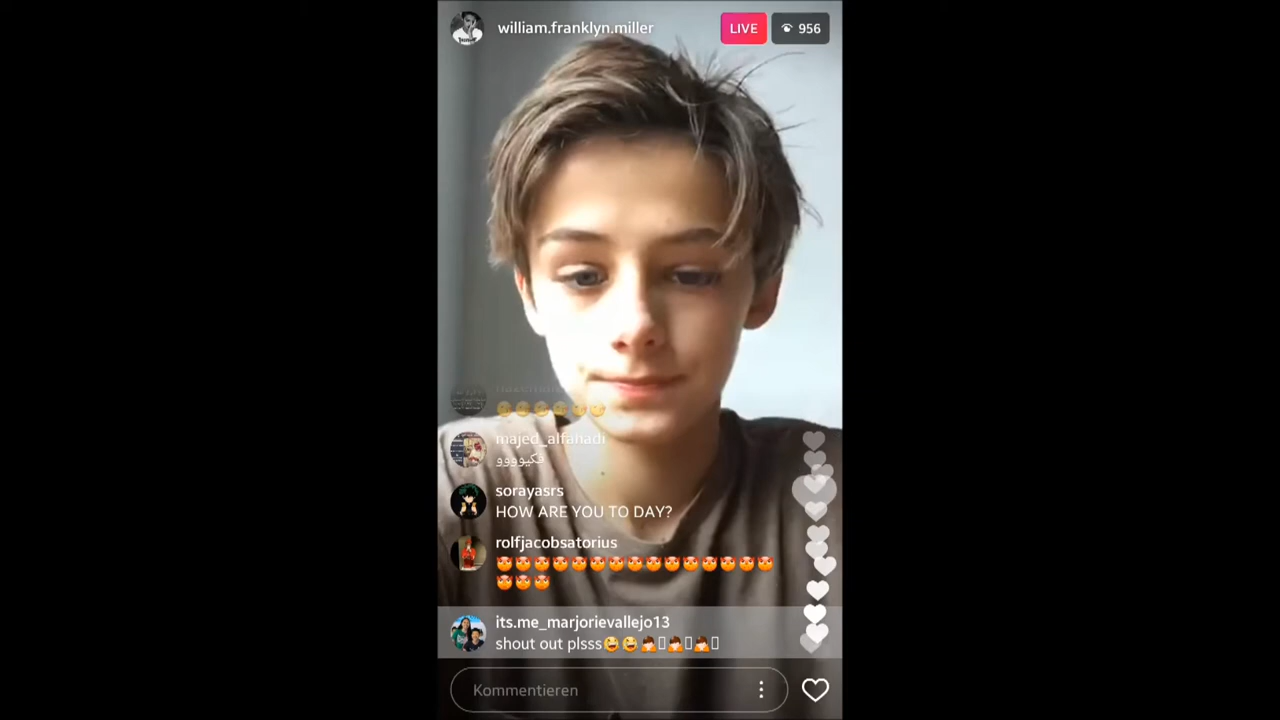 william.franklyn.miller
LIVE
956
majed_alfahadi
فكيوووو
sorayasrs
HOW ARE YOU TO DAY?
rolfjacobsatorius
its.me_marjorievallejo13
shout out plsss
Kommentieren